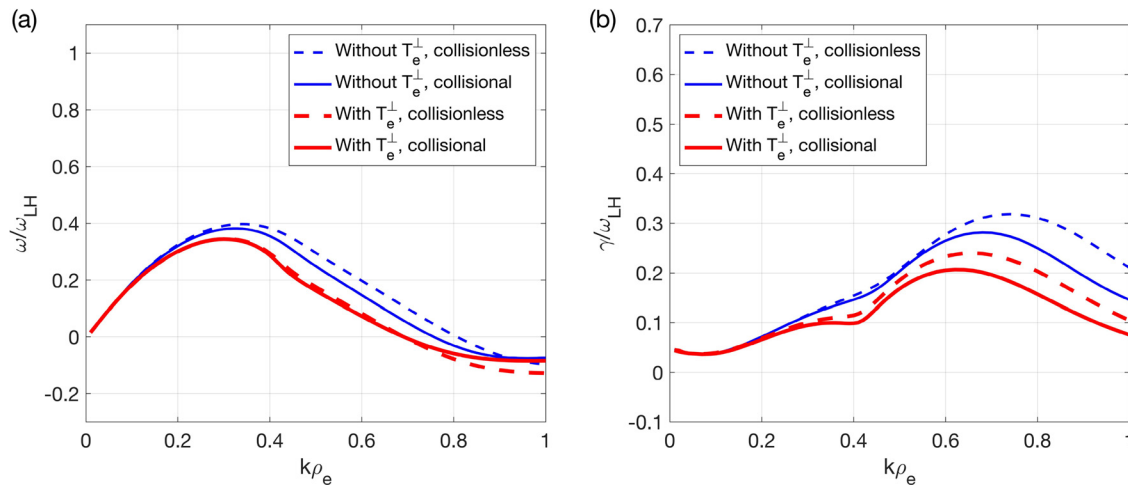 (a)
1
0.8
0.6
0.4
0.2
0
-0.2
ω/ω_LH
0 0.2 0.4 0.6 0.8 1
kρ_e
Without T_e^⊥, collisionless
Without T_e^⊥, collisional
With T_e^⊥, collisionless
With T_e^⊥, collisional
(b)
0.7
0.6
0.5
0.4
0.3
0.2
0.1
0
-0.1
γ/ω_LH
0 0.2 0.4 0.6 0.8 1
kρ_e
Without T_e^⊥, collisionless
Without T_e^⊥, collisional
With T_e^⊥, collisionless
With T_e^⊥, collisional